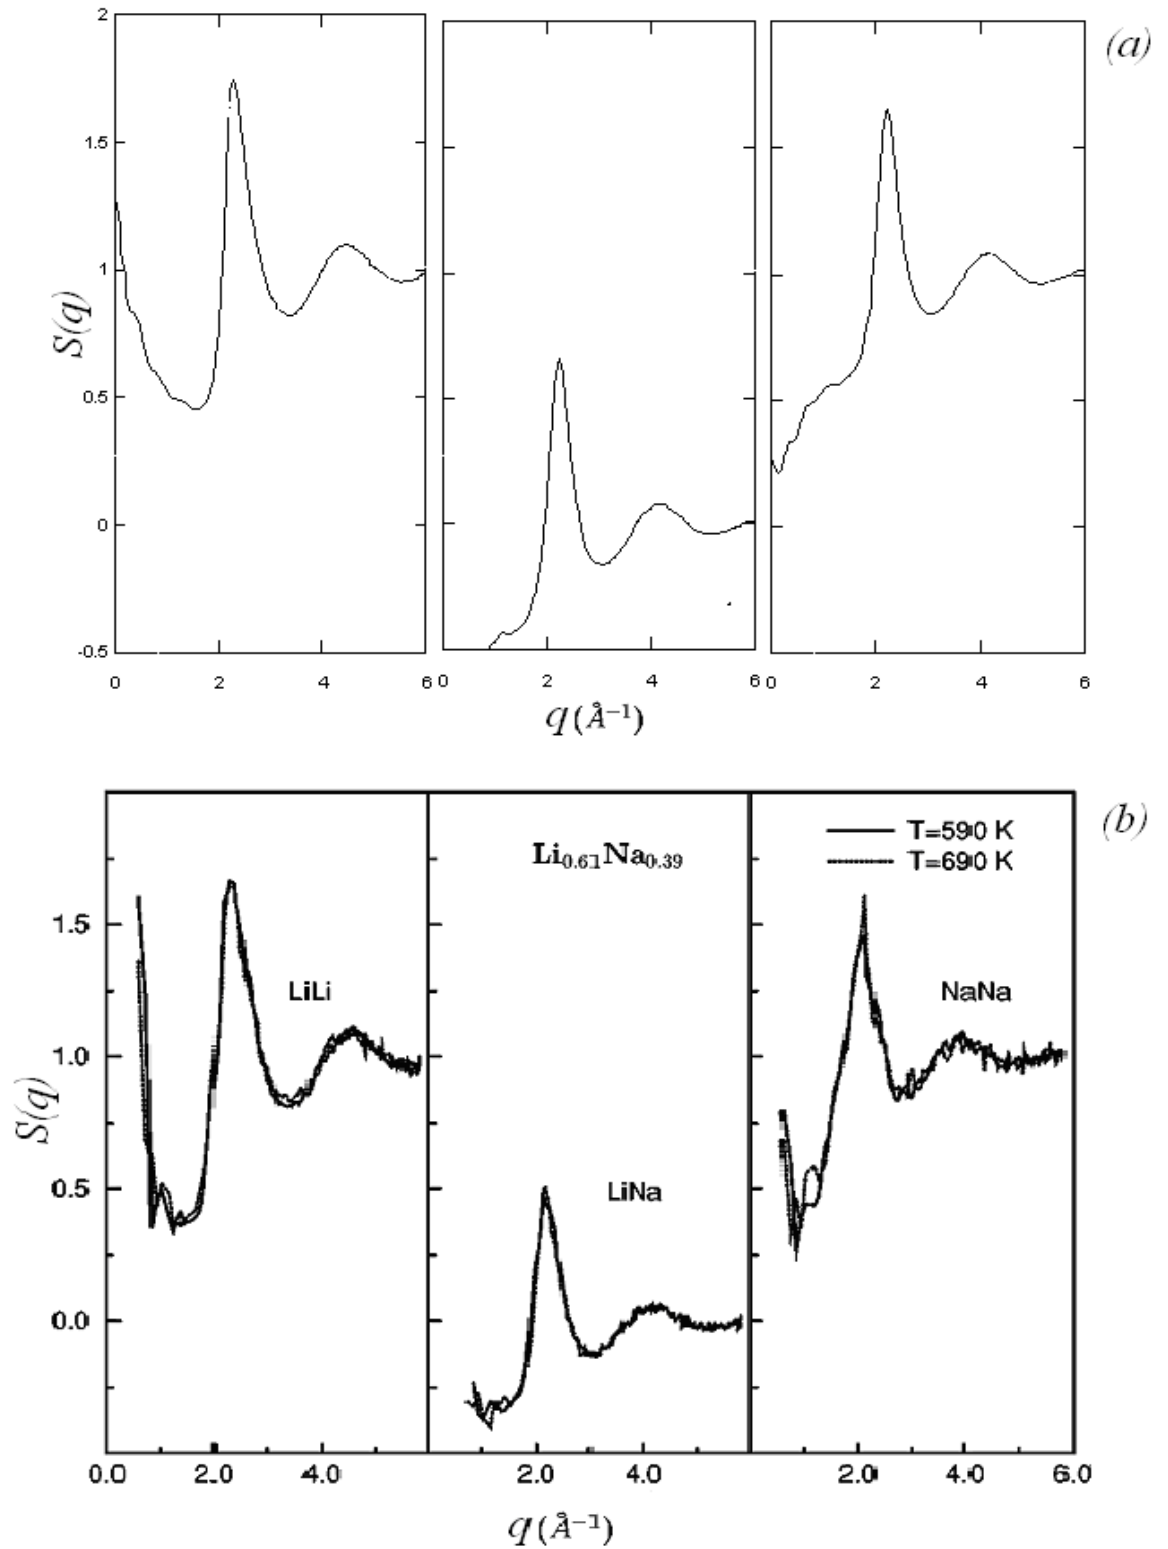 2
(a)
1.5
1
S(q)
0.5
0
-0.5
0 2 4 6 0 2 4 6 0 2 4 6
q (Å⁻¹)
(b)
Li0.61Na0.39
T=590 K
T=690 K
1.5
LiLi
NaNa
1.0
S(q)
0.5
LiNa
0.0
0.0 2.0 4.0 2.0 4.0 2.0 4.0 6.0
q (Å⁻¹)